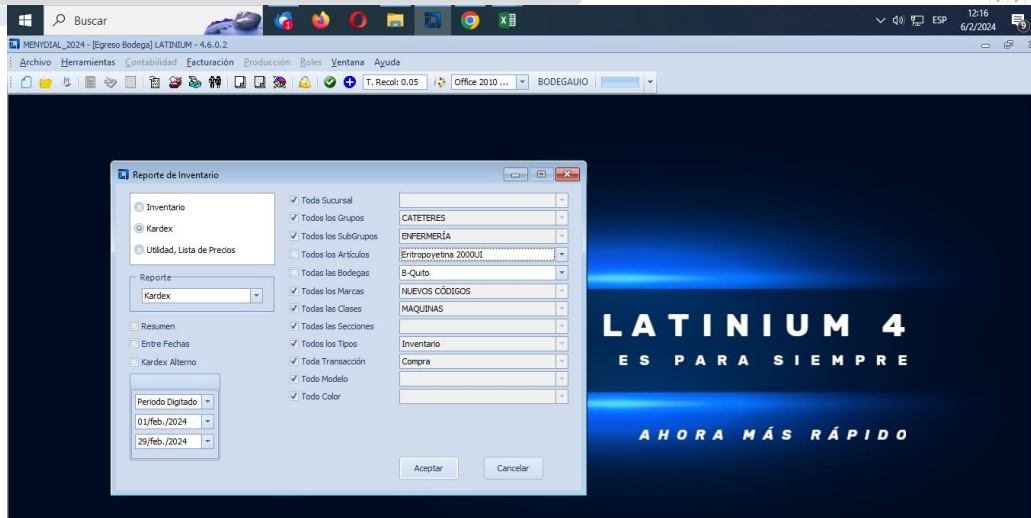 Buscar
ESP
12:16
6/2/2024
9
MENYDIAL_2024 - [Egreso Bodega] LATINIUM - 4.6.0.2
Archivo Herramientas Contabilidad Facturación Producción Roles Ventana Ayuda
T. Recol: 0.05 Office 2010 ... BODEGAUIO
Reporte de Inventario
Inventario
Kardex
Utilidad, Lista de Precios
Reporte
Kardex
Resumen
Entre Fechas
Kardex Alterno
Periodo Digitado
01/feb./2024
29/feb./2024
Toda Sucursal
Todos los Grupos CATETERES
Todos los SubGrupos ENFERMERÍA
Todos los Artículos Eritropoyetina 2000UI
Todas las Bodegas B-Quito
Todas los Marcas NUEVOS CÓDIGOS
Todas las Clases MAQUINAS
Todas las Secciones
Todos los Tipos Inventario
Toda Transacción Compra
Todo Modelo
Todo Color
Aceptar Cancelar
LATINIUM 4
ES PARA SIEMPRE
AHORA MÁS RÁPIDO